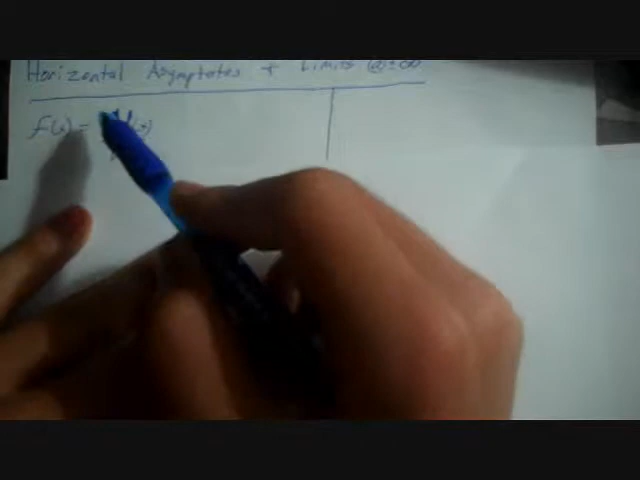 Horizontal Asymptotes + Limits @ ±∞
f(x) = N(x)